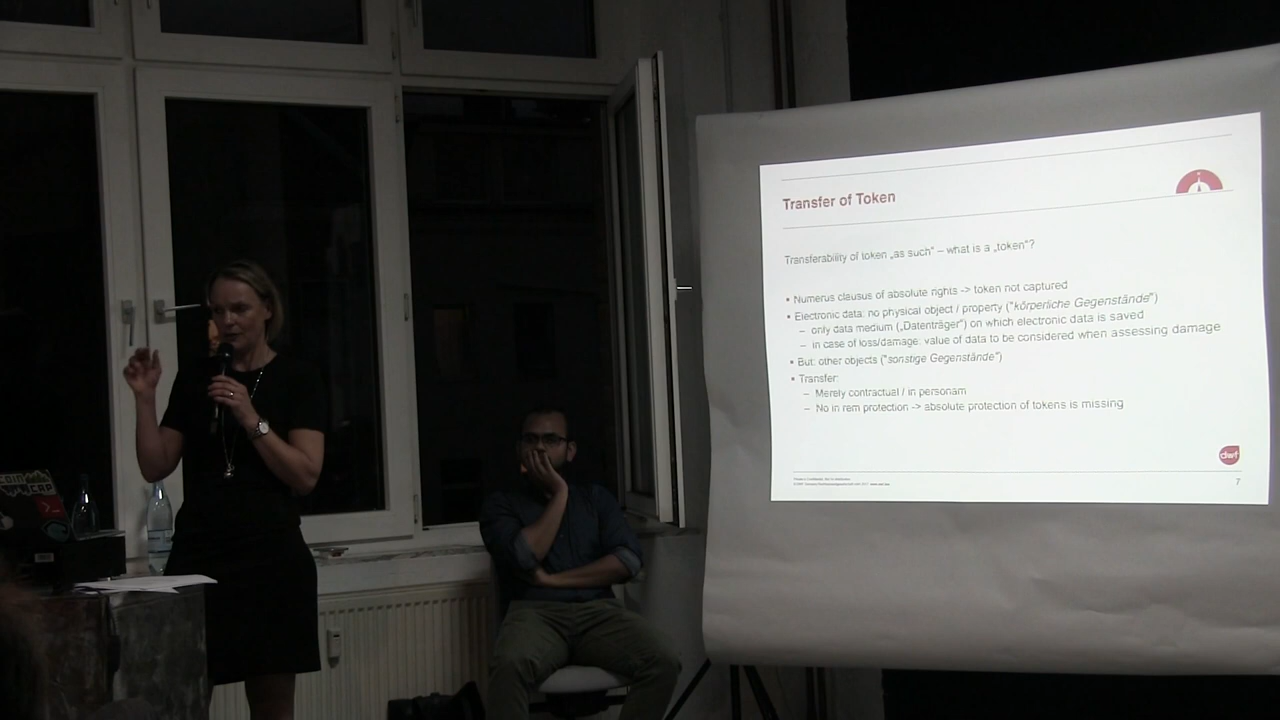 Transfer of Token
Transferability of token „as such“ – what is a „token“?
▪ Numerus clausus of absolute rights -> token not captured
▪ Electronic data: no physical object / property ("körperliche Gegenstände")
– only data medium („Datenträger") on which electronic data is saved
– in case of loss/damage: value of data to be considered when assessing damage
▪ But: other objects ("sonstige Gegenstände")
▪ Transfer:
– Merely contractual / in personam
– No in rem protection -> absolute protection of tokens is missing
dwf
7
COIN
CAP